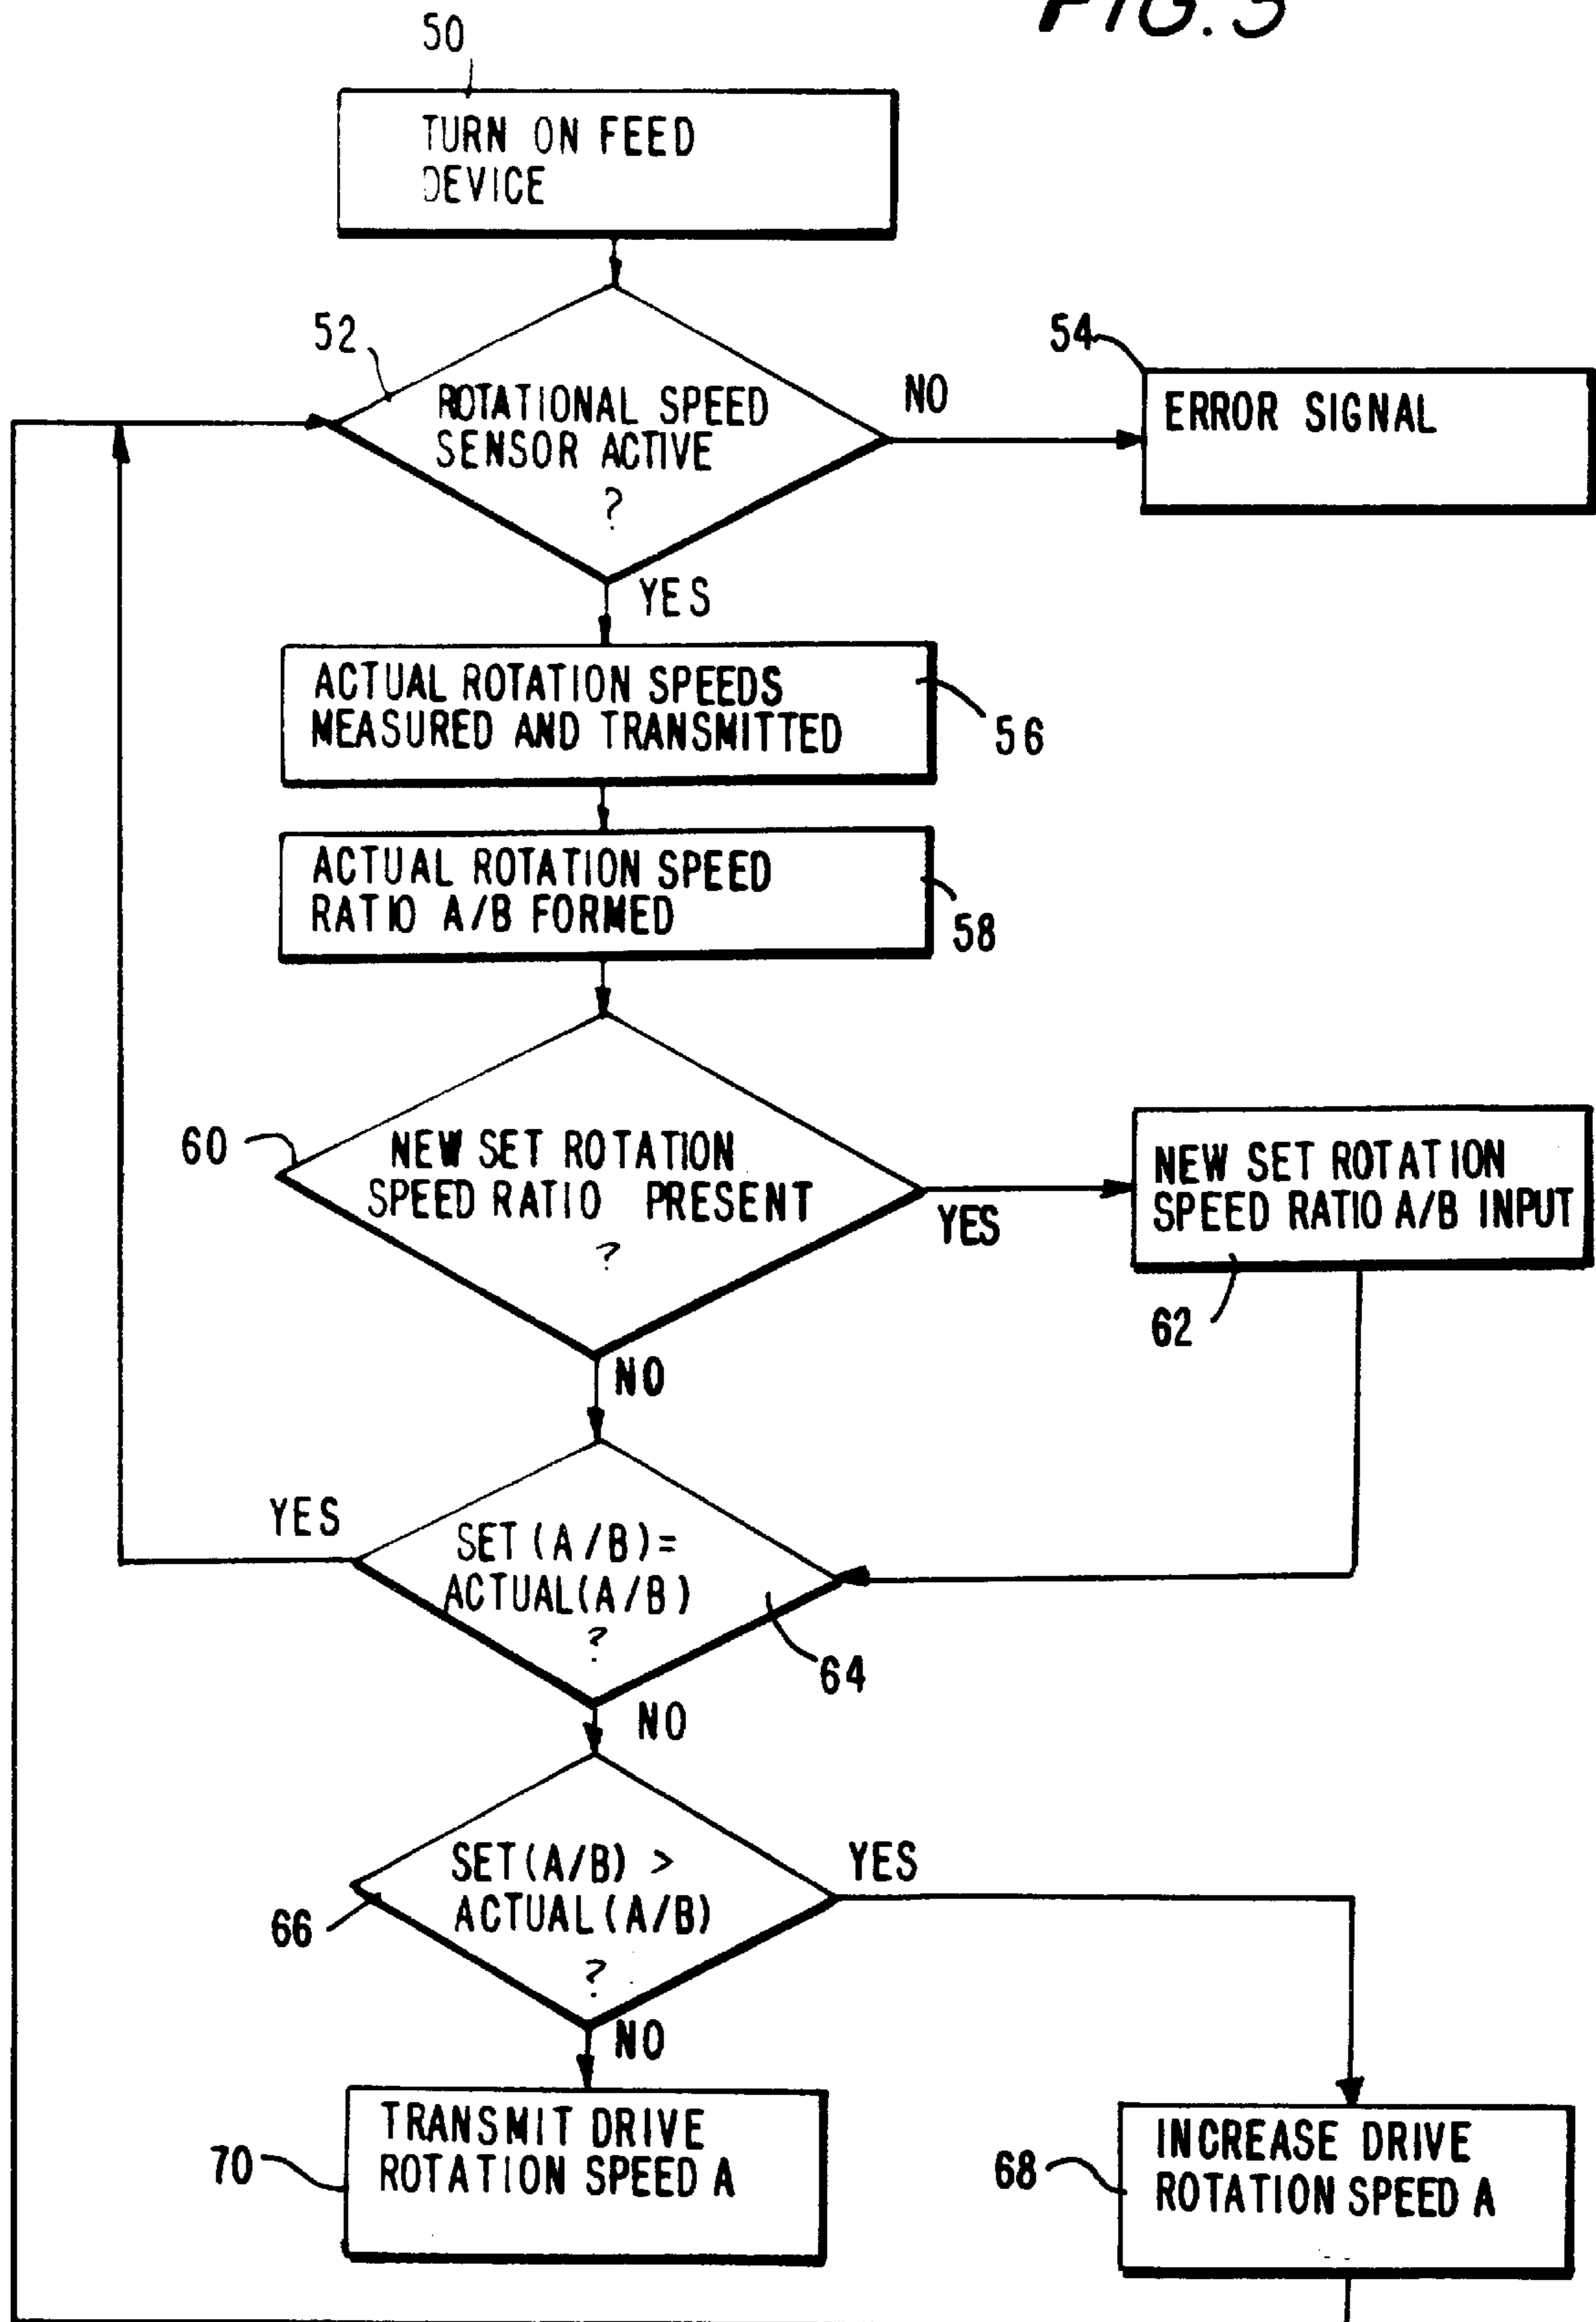 FIG. 3
50
TURN ON FEED
DEVICE
52
ROTATIONAL SPEED
SENSOR ACTIVE
?
NO
54
ERROR SIGNAL
YES
ACTUAL ROTATION SPEEDS
MEASURED AND TRANSMITTED
56
ACTUAL ROTATION SPEED
RATIO A/B FORMED
58
60
NEW SET ROTATION
SPEED RATIO PRESENT
?
YES
NEW SET ROTATION
SPEED RATIO A/B INPUT
62
NO
YES
SET (A/B)=
ACTUAL(A/B)
?
64
NO
SET(A/B) >
ACTUAL(A/B)
?
66
YES
NO
70
TRANSMIT DRIVE
ROTATION SPEED A
68
INCREASE DRIVE
ROTATION SPEED A